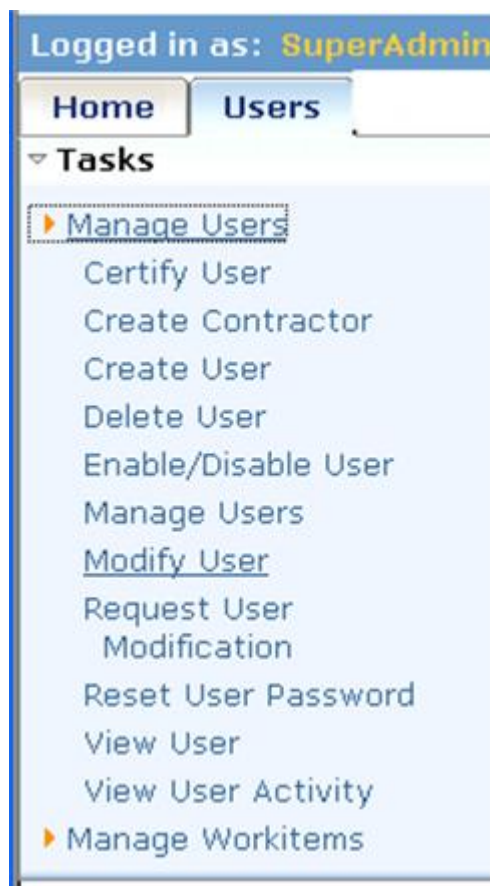 Logged in as: SuperAdmin
Home Users
Tasks
Manage Users
Certify User
Create Contractor
Create User
Delete User
Enable/Disable User
Manage Users
Modify User
Request User
Modification
Reset User Password
View User
View User Activity
Manage Workitems